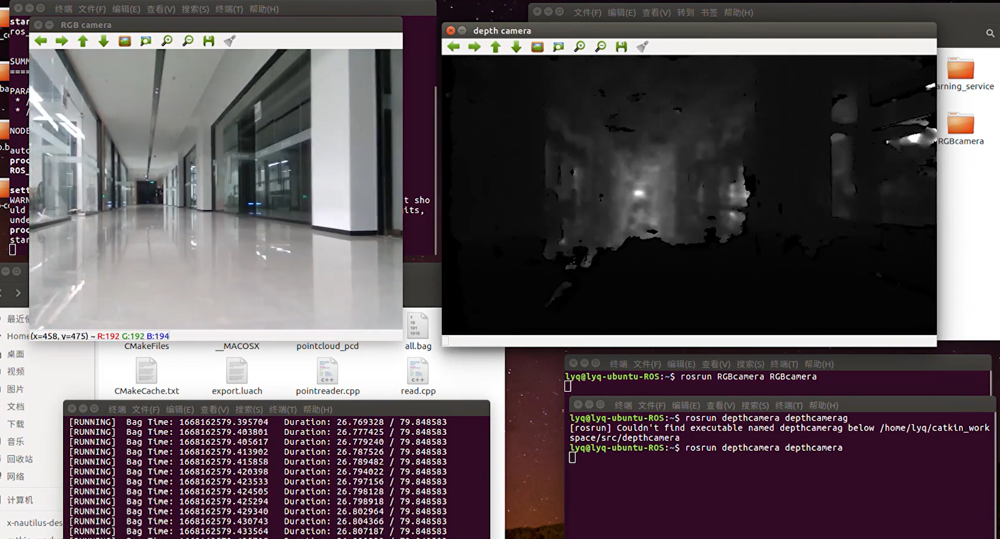 终端 文件(F) 编辑(E) 查看(V) 搜索(S) 终端(T) 帮助(H)
star
ros_
SUMM
====
PARA
* /
* /
NODE
auto
proc
ROS_
sett
WARN
t sho
uld
its,
unde
proc
star
RGB camera
(x=458, y=475) ~ R:192 G:192 B:194
文件(F) 编辑(E) 查看(V) 转到 书签 帮助(H)
depth camera
arning_service
RGBcamera
最近使
Home
桌面
视频
图片
文档
下载
音乐
回收站
网络
计算机
x-nautilus-des
CMakeFiles
__MACOSX
pointcloud_pcd
all.bag
CMakeCache.txt
export.luach
pointreader.cpp
read.cpp
终端 文件(F) 编辑(E) 查看(V) 搜索(S) 终端(T) 帮助(H)
[RUNNING] Bag Time: 1668162579.395704 Duration: 26.769328 / 79.848583
[RUNNING] Bag Time: 1668162579.403801 Duration: 26.777425 / 79.848583
[RUNNING] Bag Time: 1668162579.405617 Duration: 26.779240 / 79.848583
[RUNNING] Bag Time: 1668162579.413902 Duration: 26.787526 / 79.848583
[RUNNING] Bag Time: 1668162579.415858 Duration: 26.789482 / 79.848583
[RUNNING] Bag Time: 1668162579.420398 Duration: 26.794022 / 79.848583
[RUNNING] Bag Time: 1668162579.423533 Duration: 26.797156 / 79.848583
[RUNNING] Bag Time: 1668162579.424505 Duration: 26.798128 / 79.848583
[RUNNING] Bag Time: 1668162579.425294 Duration: 26.798918 / 79.848583
[RUNNING] Bag Time: 1668162579.429340 Duration: 26.802964 / 79.848583
[RUNNING] Bag Time: 1668162579.430743 Duration: 26.804366 / 79.848583
[RUNNING] Bag Time: 1668162579.433564 Duration: 26.807187 / 79.848583
终端 文件(F) 编辑(E) 查看(V) 搜索(S) 终端(T) 帮助(H)
lyq@lyq-ubuntu-ROS:~$ rosrun RGBcamera RGBcamera
终端 文件(F) 编辑(E) 查看(V) 搜索(S) 终端(T) 帮助(H)
lyq@lyq-ubuntu-ROS:~$ rosrun depthcamera depthcamerag
[rosrun] Couldn't find executable named depthcamerag below /home/lyq/catkin_work
space/src/depthcamera
lyq@lyq-ubuntu-ROS:~$ rosrun depthcamera depthcamera